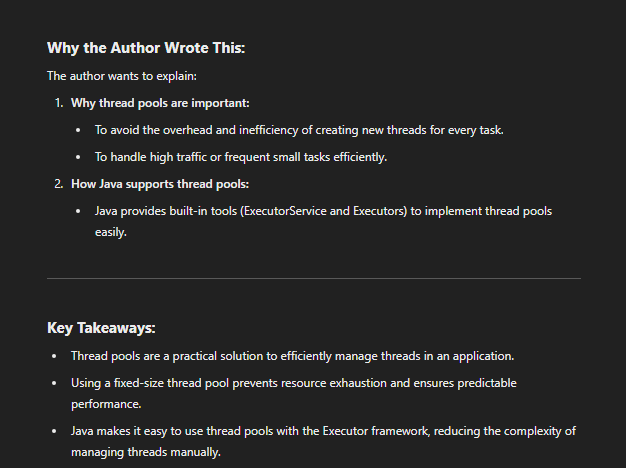 Why the Author Wrote This:
The author wants to explain:
1. Why thread pools are important:
• To avoid the overhead and inefficiency of creating new threads for every task.
• To handle high traffic or frequent small tasks efficiently.
2. How Java supports thread pools:
• Java provides built-in tools (ExecutorService and Executors) to implement thread pools
easily.
Key Takeaways:
• Thread pools are a practical solution to efficiently manage threads in an application.
• Using a fixed-size thread pool prevents resource exhaustion and ensures predictable
performance.
• Java makes it easy to use thread pools with the Executor framework, reducing the complexity of
managing threads manually.